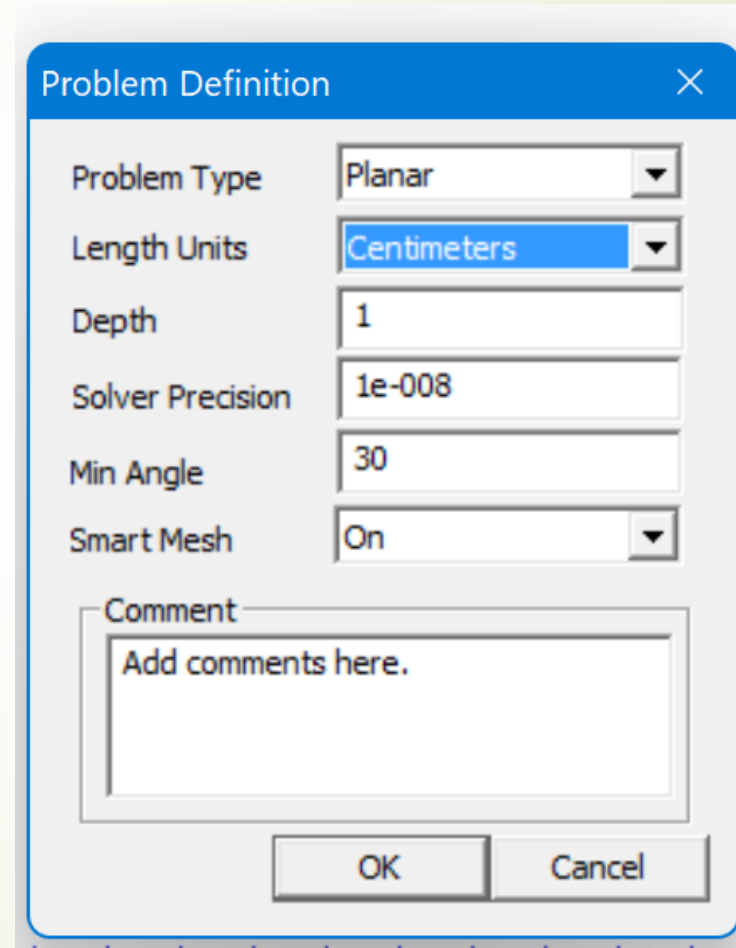 Problem Definition
Problem Type Planar
Length Units Centimeters
Depth 1
Solver Precision 1e-008
Min Angle 30
Smart Mesh On
Comment
Add comments here.
OK Cancel